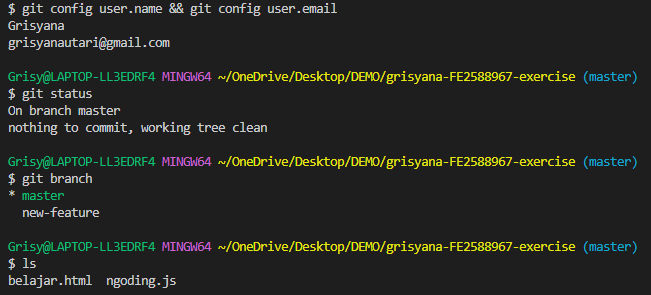 $ git config user.name && git config user.email
Grisyana
grisyanautari@gmail.com
Grisy@LAPTOP-LL3EDRF4 MINGW64 ~/OneDrive/Desktop/DEMO/grisyana-FE2588967-exercise (master)
$ git status
On branch master
nothing to commit, working tree clean
Grisy@LAPTOP-LL3EDRF4 MINGW64 ~/OneDrive/Desktop/DEMO/grisyana-FE2588967-exercise (master)
$ git branch
* master
  new-feature
Grisy@LAPTOP-LL3EDRF4 MINGW64 ~/OneDrive/Desktop/DEMO/grisyana-FE2588967-exercise (master)
$ ls
belajar.html  ngoding.js